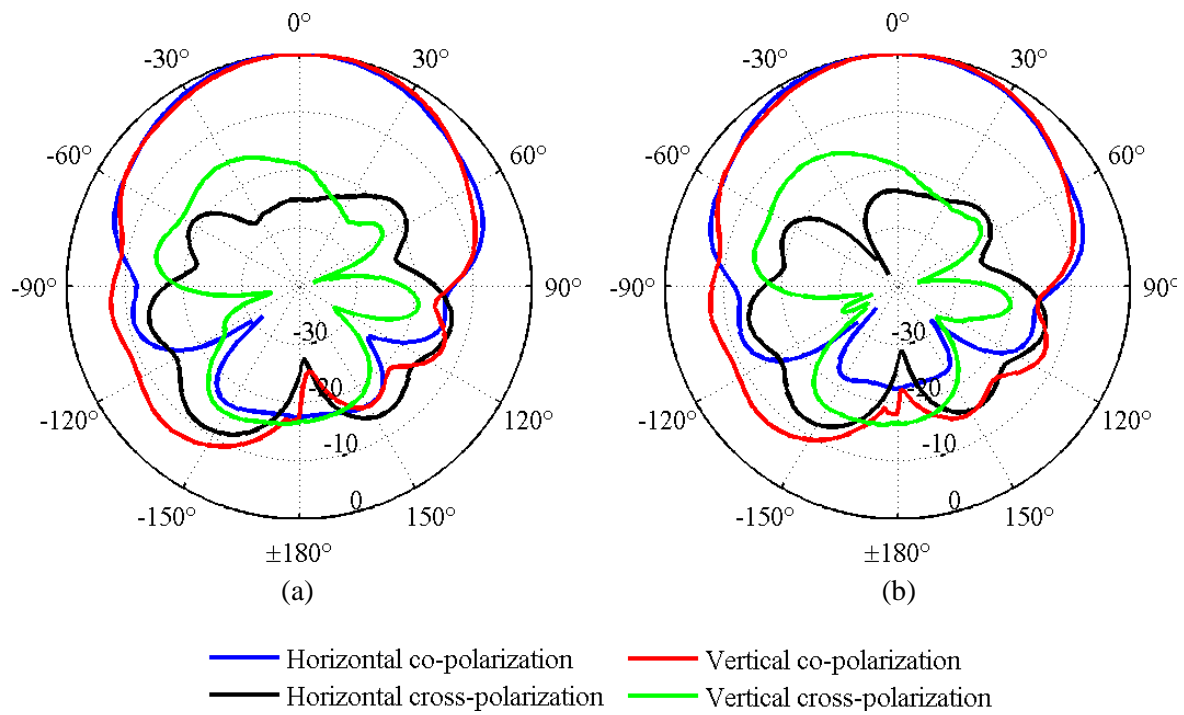 0° 0°
-30° 30° -30° 30°
-60° 60° -60° 60°
-90° 90° -90° 90°
-30 -30
-20 -20
-120° 120° -120° 120°
-10 -10
0 0
-150° 150° -150° 150°
±180° ±180°
(a) (b)
Horizontal co-polarization Vertical co-polarization
Horizontal cross-polarization Vertical cross-polarization